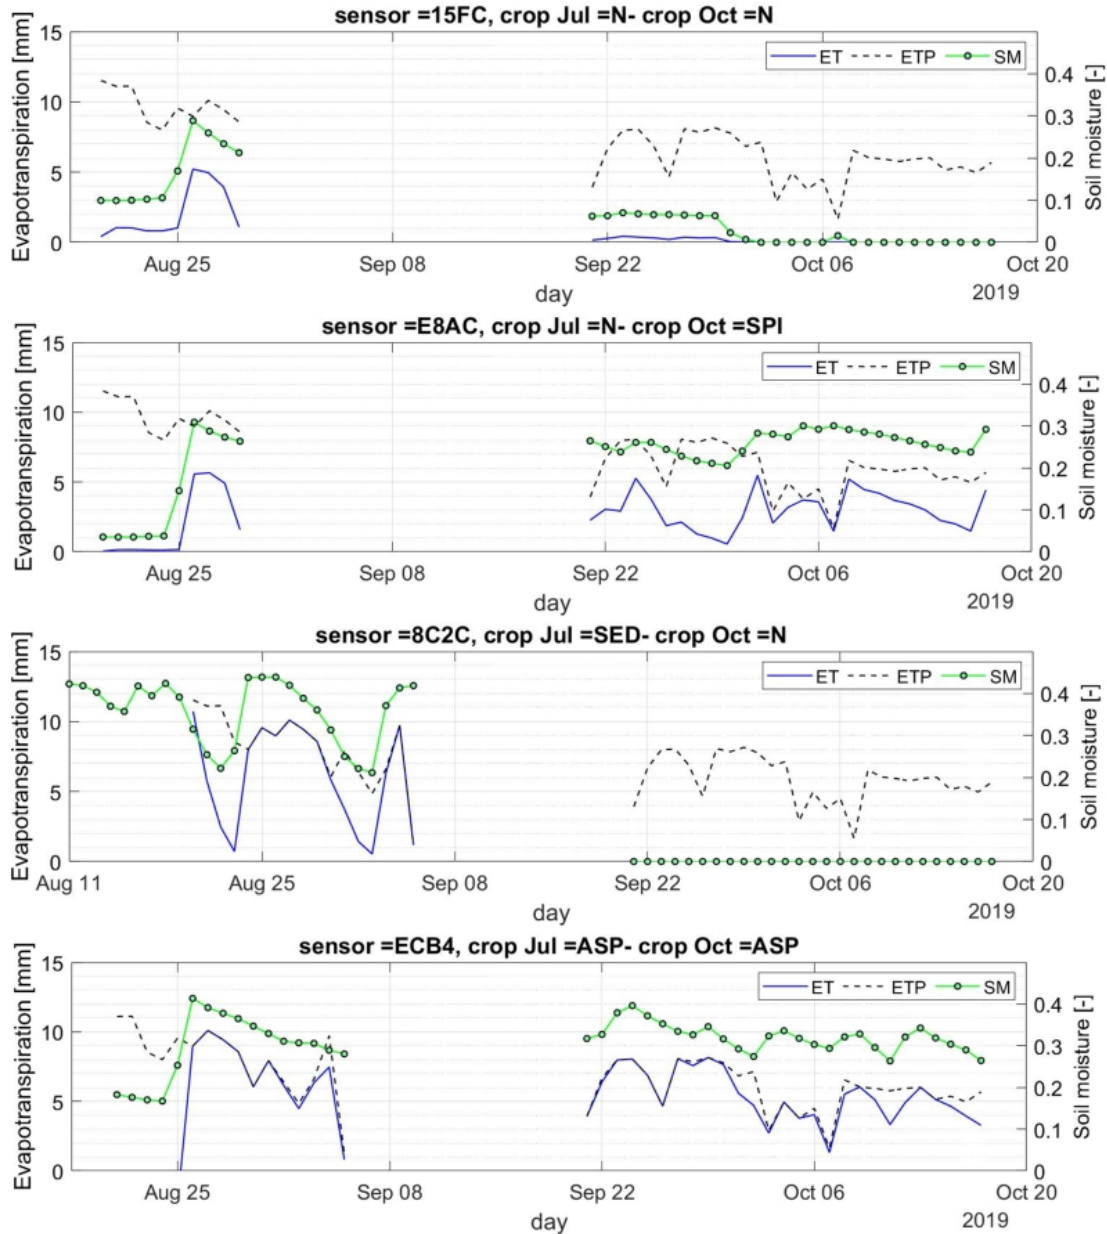 sensor =15FC, crop Jul =N- crop Oct =N
Evapotranspiration [mm]
15
10
5
0
ET ETP SM
0.4
0.3
0.2
0.1
0
Soil moisture [-]
Aug 25 Sep 08 Sep 22 Oct 06 Oct 20
day 2019
sensor =E8AC, crop Jul =N- crop Oct =SPI
Evapotranspiration [mm]
15
10
5
0
ET ETP SM
0.4
0.3
0.2
0.1
0
Soil moisture [-]
Aug 25 Sep 08 Sep 22 Oct 06 Oct 20
day 2019
sensor =8C2C, crop Jul =SED- crop Oct =N
Evapotranspiration [mm]
15
10
5
0
ET ETP SM
0.4
0.3
0.2
0.1
0
Soil moisture [-]
Aug 11 Aug 25 Sep 08 Sep 22 Oct 06 Oct 20
day 2019
sensor =ECB4, crop Jul =ASP- crop Oct =ASP
Evapotranspiration [mm]
15
10
5
0
ET ETP SM
0.4
0.3
0.2
0.1
0
Soil moisture [-]
Aug 25 Sep 08 Sep 22 Oct 06 Oct 20
day 2019